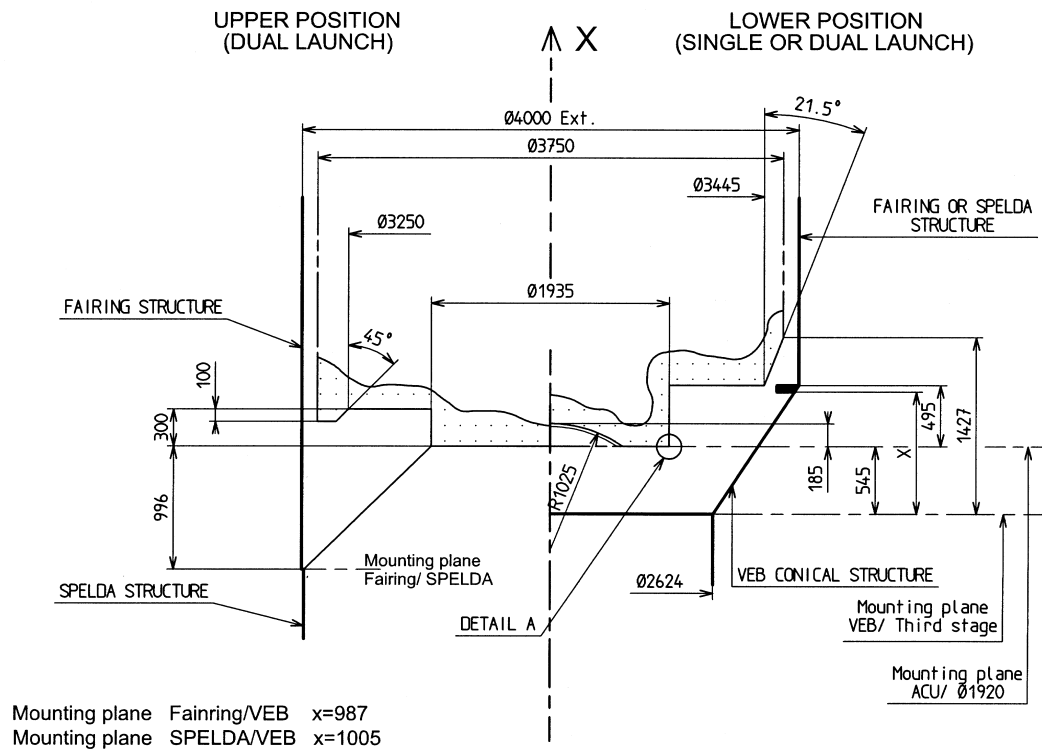 UPPER POSITION
(DUAL LAUNCH)
X
LOWER POSITION
(SINGLE OR DUAL LAUNCH)
21.5°
Ø4000 Ext.
Ø3750
Ø3445
Ø3250
FAIRING OR SPELDA
STRUCTURE
Ø1935
FAIRING STRUCTURE
45°
100
300
996
R1025
185
545
X
495
1427
Mounting plane
Fairing/ SPELDA
SPELDA STRUCTURE
DETAIL A
Ø2624
VEB CONICAL STRUCTURE
Mounting plane
VEB/ Third stage
Mounting plane
ACU/ Ø1920
Mounting plane Fainring/VEB x=987
Mounting plane SPELDA/VEB x=1005